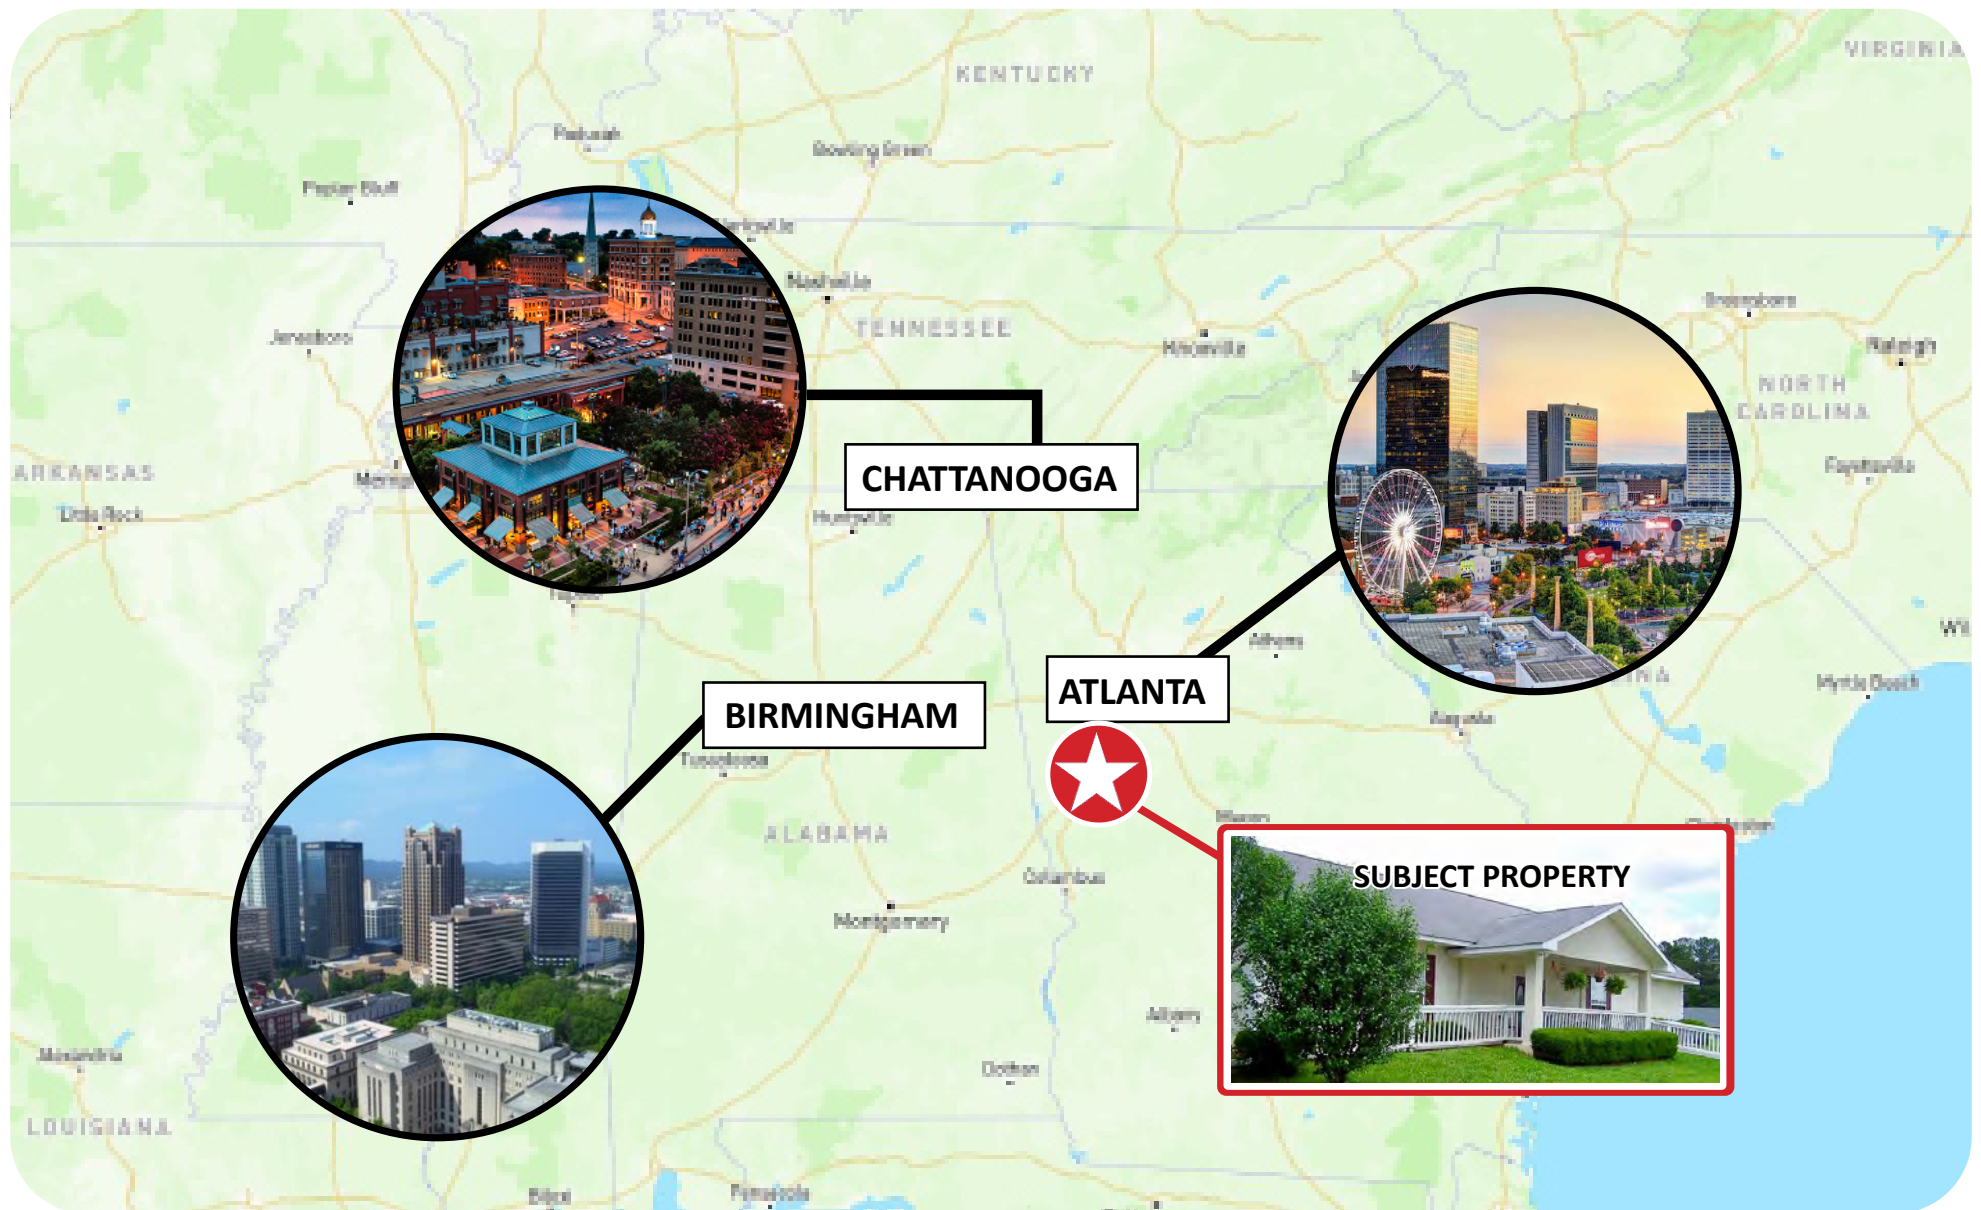 VIRGINIA
KENTUCKY
Paducah
Bowling Green
Poplar Bluff
Nashville
Greensboro
TENNESSEE
Jonesboro
Knoxville
Raleigh
NORTH
CAROLINA
CHATTANOOGA
ARKANSAS
Fayetteville
Little Rock
Huntsville
Athens
ATLANTA
Myrtle Beach
BIRMINGHAM
Augusta
Tuscaloosa
Macon
ALABAMA
Columbus
SUBJECT PROPERTY
Montgomery
Albany
Alexandria
Dothan
LOUISIANA
Biloxi
Pensacola